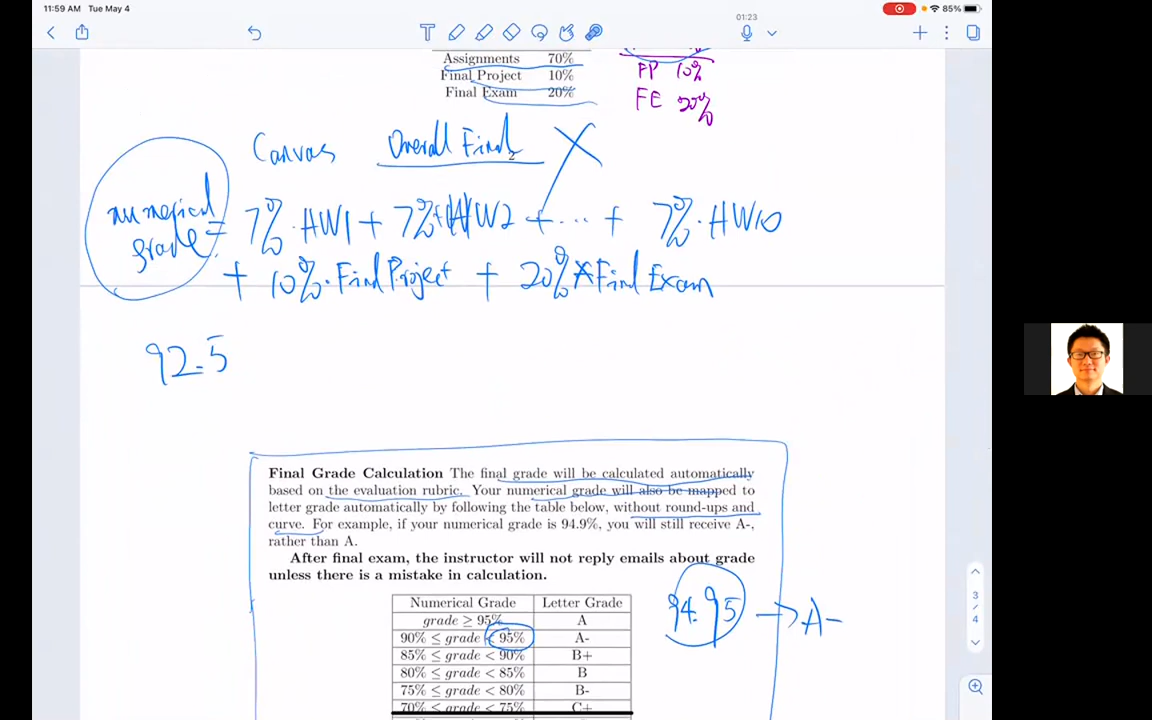 11:59 AM Tue May 4
85%
01:23
Assignments 70%
Final Project 10%
Final Exam 20%
FP 10%
FE 20%
Canvas Overall Final
numerical grade = 7%·HW1 + 7%·HW2 + ... + 7%·HW10
+ 10%·Final Project + 20% Final Exam
92.5
Final Grade Calculation The final grade will be calculated automatically
based on the evaluation rubric. Your numerical grade will also be mapped to
letter grade automatically by following the table below, without round-ups and
curve. For example, if your numerical grade is 94.9%, you will still receive A-,
rather than A.
After final exam, the instructor will not reply emails about grade
unless there is a mistake in calculation.
Numerical Grade Letter Grade
grade ≥ 95% A
90% ≤ grade < 95% A-
85% ≤ grade < 90% B+
80% ≤ grade < 85% B
75% ≤ grade < 80% B-
70% ≤ grade < 75% C+
94.95 → A-
3
/
4